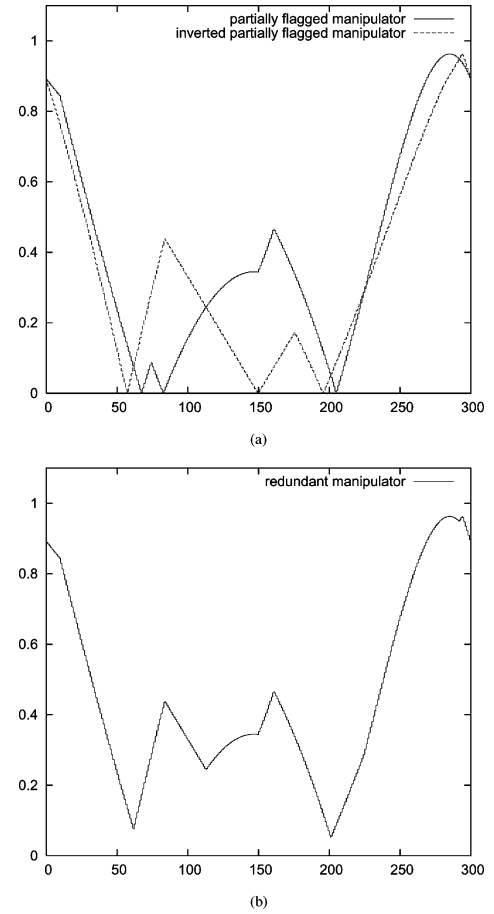 partially flagged manipulator
inverted partially flagged manipulator
1
0.8
0.6
0.4
0.2
0
0 50 100 150 200 250 300
(a)
redundant manipulator
1
0.8
0.6
0.4
0.2
0
0 50 100 150 200 250 300
(b)